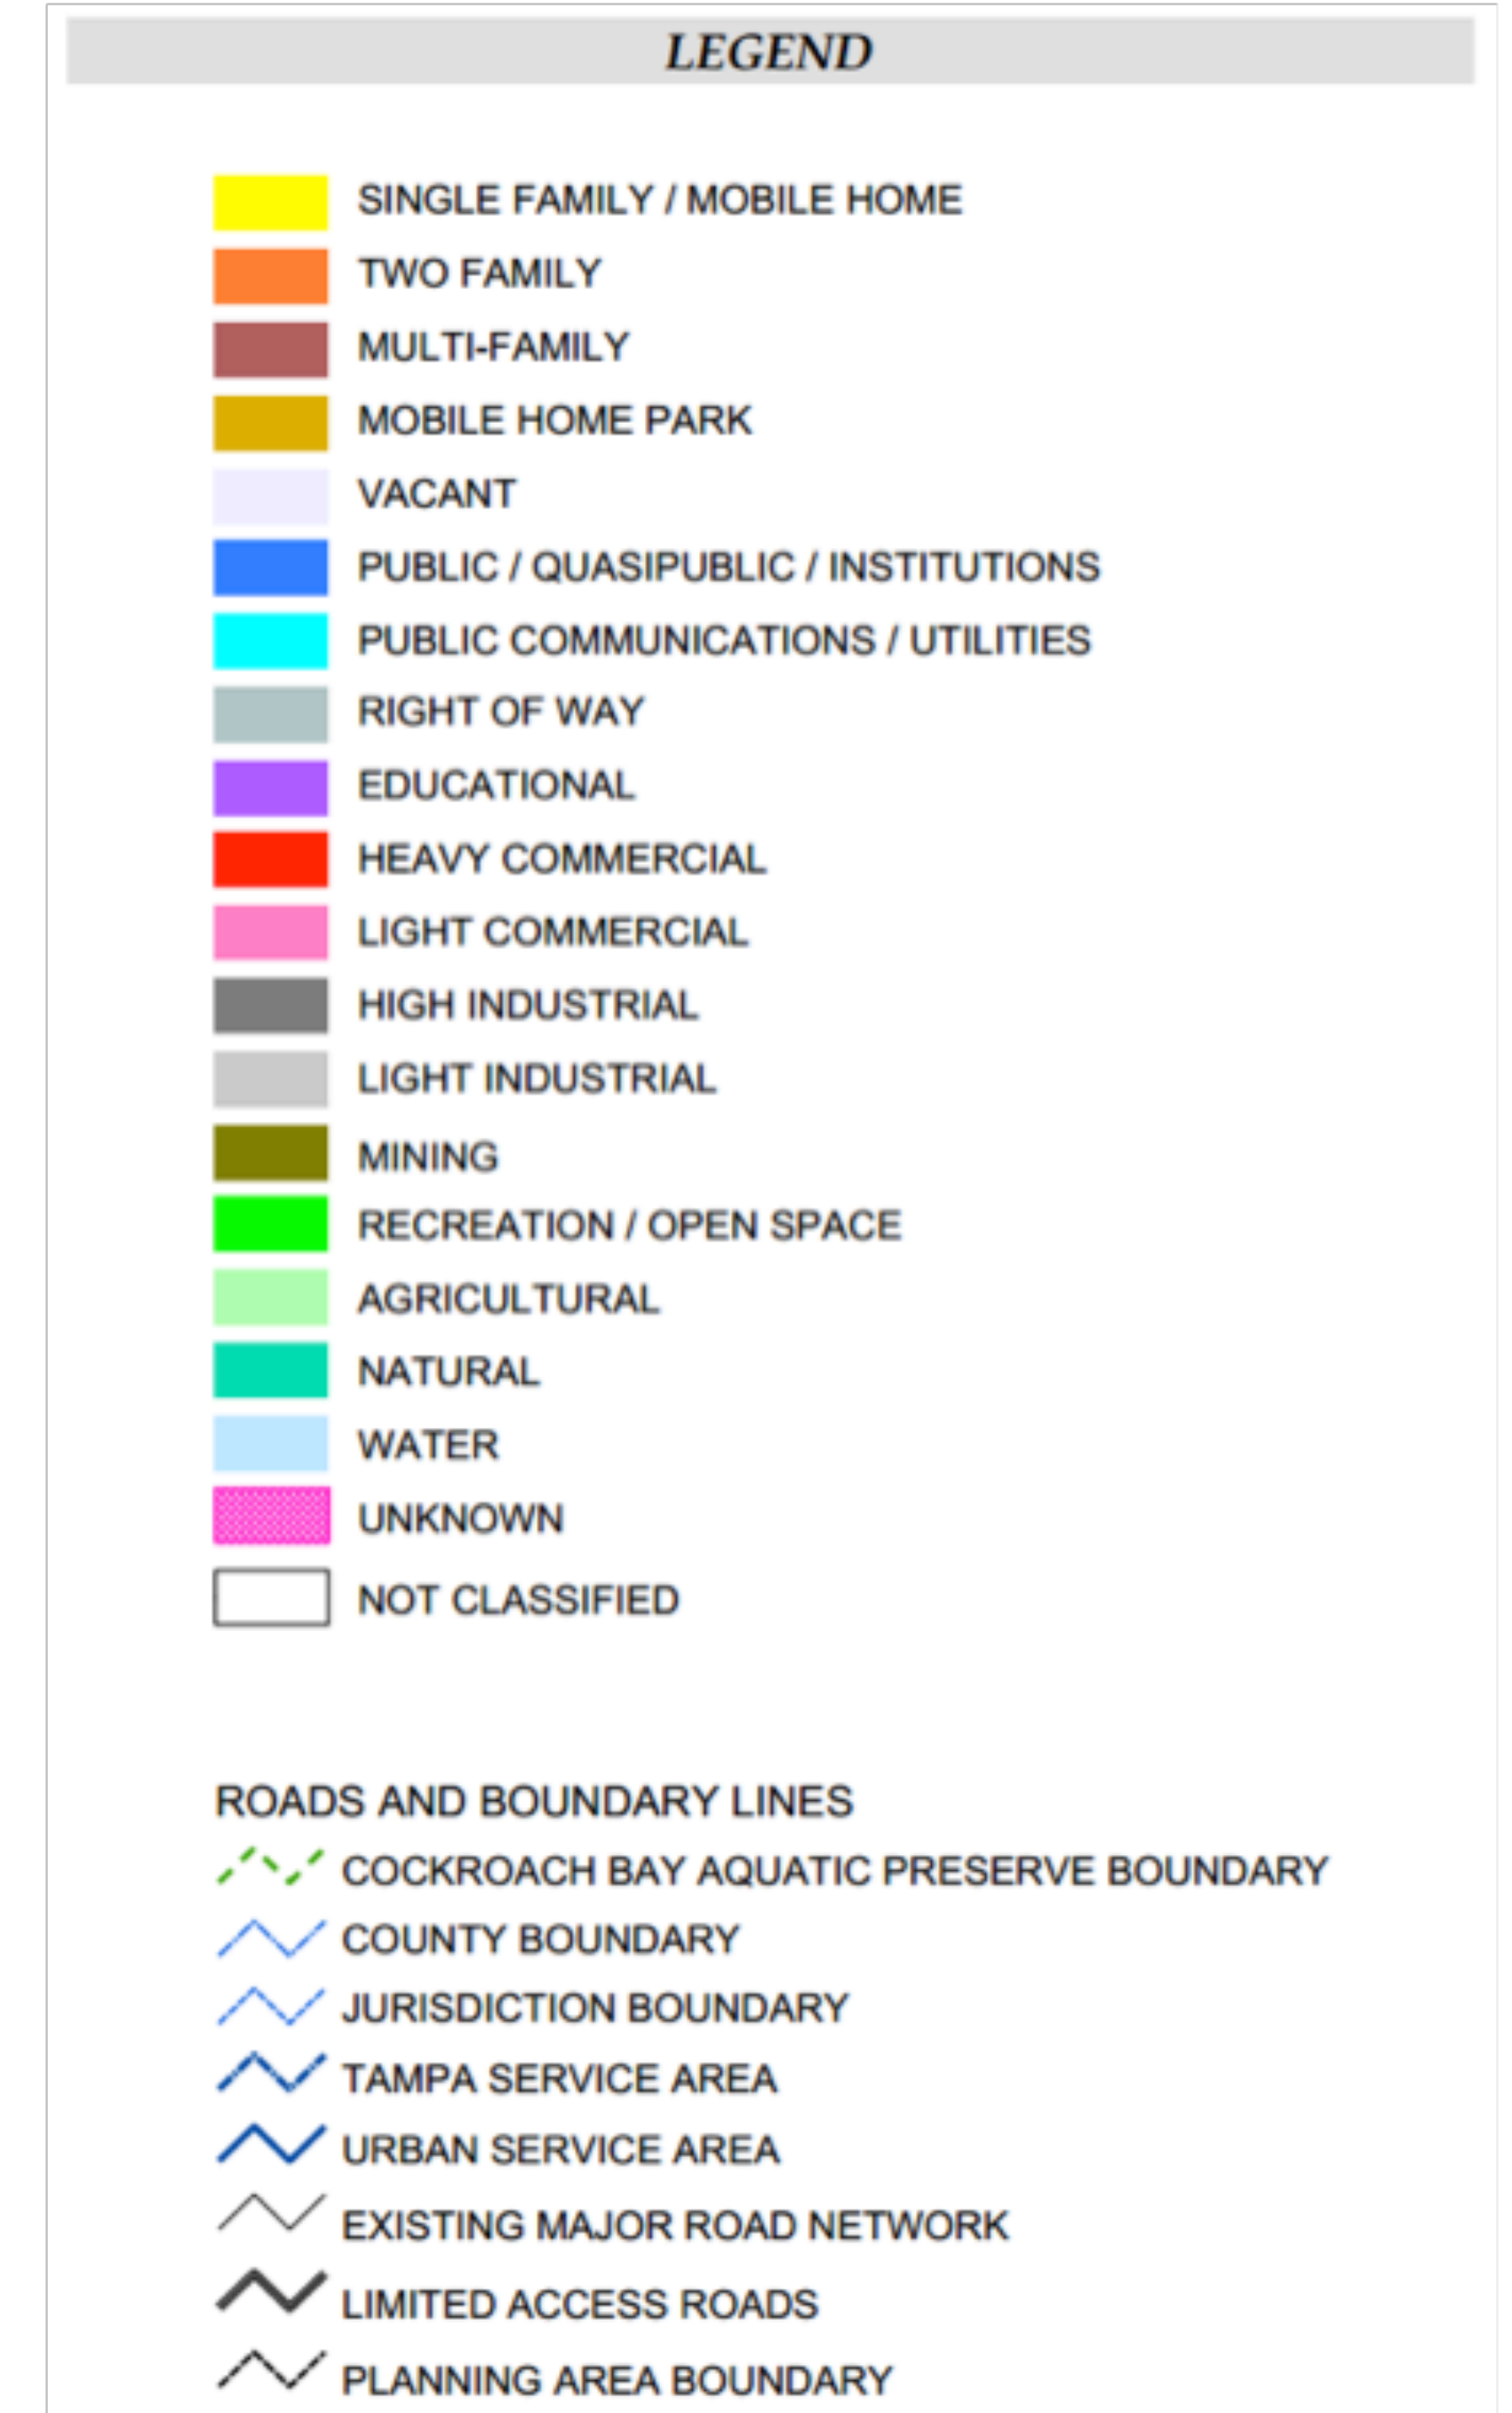 LEGEND
SINGLE FAMILY / MOBILE HOME
TWO FAMILY
MULTI-FAMILY
MOBILE HOME PARK
VACANT
PUBLIC / QUASIPUBLIC / INSTITUTIONS
PUBLIC COMMUNICATIONS / UTILITIES
RIGHT OF WAY
EDUCATIONAL
HEAVY COMMERCIAL
LIGHT COMMERCIAL
HIGH INDUSTRIAL
LIGHT INDUSTRIAL
MINING
RECREATION / OPEN SPACE
AGRICULTURAL
NATURAL
WATER
UNKNOWN
NOT CLASSIFIED
ROADS AND BOUNDARY LINES
COCKROACH BAY AQUATIC PRESERVE BOUNDARY
COUNTY BOUNDARY
JURISDICTION BOUNDARY
TAMPA SERVICE AREA
URBAN SERVICE AREA
EXISTING MAJOR ROAD NETWORK
LIMITED ACCESS ROADS
PLANNING AREA BOUNDARY